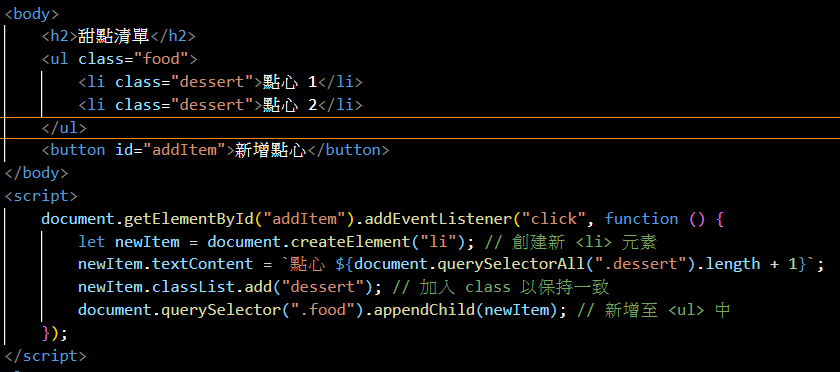 <body>
<h2>甜點清單</h2>
<ul class="food">
<li class="dessert">點心 1</li>
<li class="dessert">點心 2</li>
</ul>
<button id="addItem">新增點心</button>
</body>
<script>
document.getElementById("addItem").addEventListener("click", function () {
let newItem = document.createElement("li"); // 創建新 <li> 元素
newItem.textContent = `點心 ${document.querySelectorAll(".dessert").length + 1}`;
newItem.classList.add("dessert"); // 加入 class 以保持一致
document.querySelector(".food").appendChild(newItem); // 新增至 <ul> 中
});
</script>